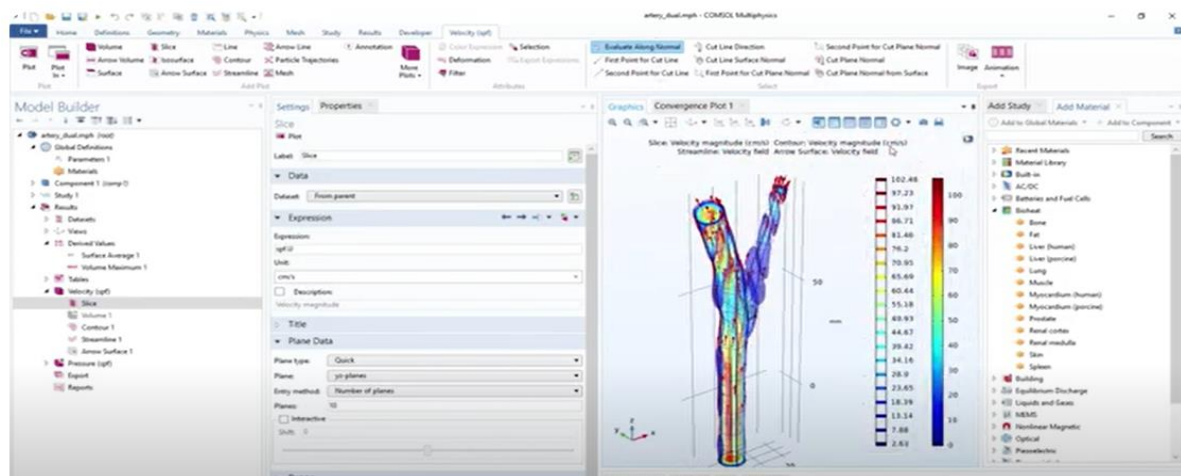 artery_dual.mph - COMSOL Multiphysics
File Home Definitions Geometry Materials Physics Mesh Study Results Developer Velocity (spf)
Plot Plot In Volume Arrow Volume Surface Slice Isosurface Arrow Surface Line Contour Streamline Arrow Line Particle Trajectories Mesh Annotation More Plots
Color Expression Deformation Filter Selection Export Expressions
Evaluate Along Normal First Point for Cut Line Second Point for Cut Line Cut Line Direction Cut Line Surface Normal First Point for Cut Plane Normal Second Point for Cut Plane Normal Cut Plane Normal Cut Plane Normal from Surface
Image Animation
Plot Add Plot Attributes Select Export
Model Builder
artery_dual.mph (root)
Global Definitions
Parameters 1
Materials
Component 1 (comp1)
Study 1
Results
Datasets
Views
Derived Values
Surface Average 1
Volume Maximum 1
Tables
Velocity (spf)
Slice
Volume 1
Contour 1
Streamline 1
Arrow Surface 1
Pressure (spf)
Export
Reports
Settings Properties
Slice
Plot
Label: Slice
Data
Dataset: From parent
Expression
Expression:
spf.U
Unit:
cm/s
Description:
Velocity magnitude
Title
Plane Data
Plane type: Quick
Plane: yz-planes
Entry method: Number of planes
Planes: 10
Interactive
Shift: 0
Graphics Convergence Plot 1
Slice: Velocity magnitude (cm/s) Contour: Velocity magnitude (cm/s)
Streamline: Velocity field Arrow Surface: Velocity field
102.48
97.23
91.97
86.71
81.46
76.2
70.95
65.69
60.44
55.18
49.93
44.67
39.42
34.16
28.9
23.65
18.39
13.14
7.88
2.63
100
90
80
70
60
50
40
30
20
10
0
50
mm
0
z
y x
Add Study Add Material
Add to Global Materials Add to Component
Search
Recent Materials
Material Library
Built-in
AC/DC
Batteries and Fuel Cells
Bioheat
Bone
Fat
Liver (human)
Liver (porcine)
Lung
Muscle
Myocardium (human)
Myocardium (porcine)
Prostate
Renal cortex
Renal medulla
Skin
Spleen
Building
Equilibrium Discharge
Liquids and Gases
MEMS
Nonlinear Magnetic
Optical
Piezoelectric